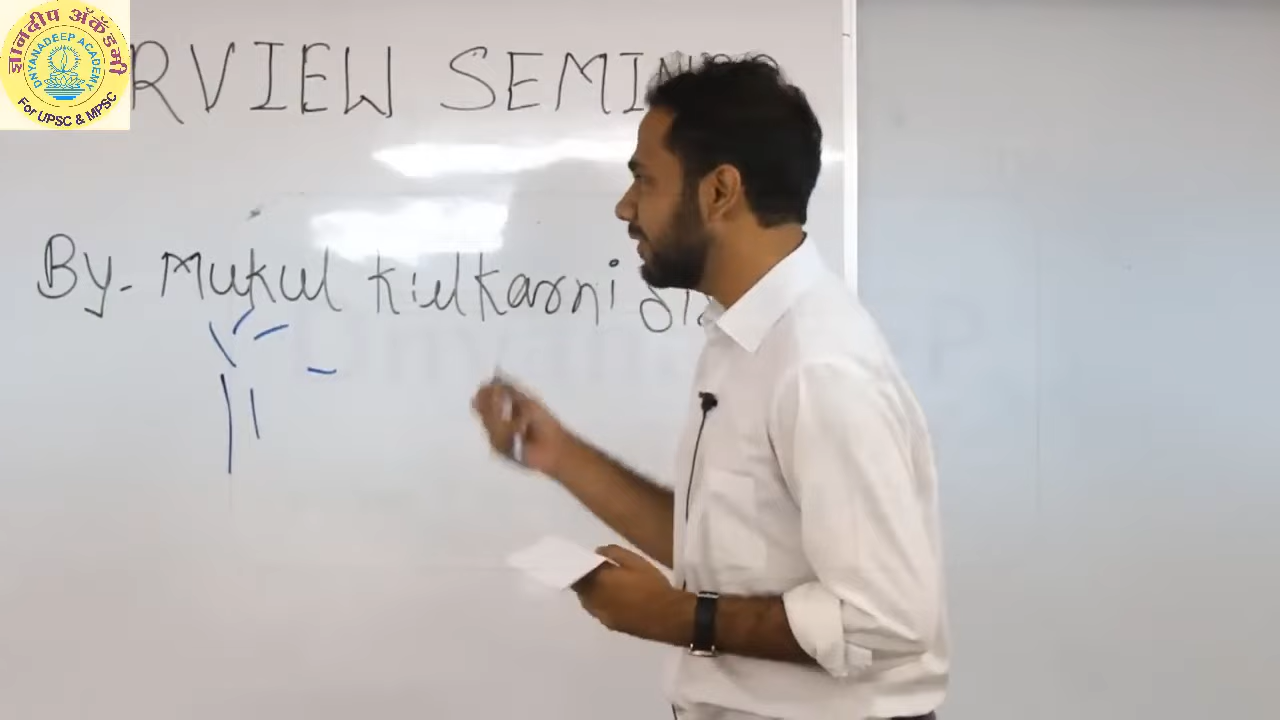 ज्ञानदीप अॅकॅडमी
DNYANADEEP ACADEMY
For UPSC & MPSC
RVIEW SEMIN
By- Mukul Kulkarni